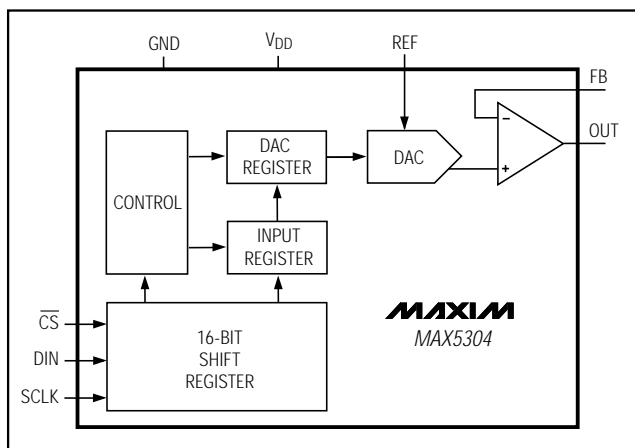 GND
VDD
REF
FB
OUT
DAC
REGISTER
DAC
CONTROL
INPUT
REGISTER
MAXIM
MAX5304
CS
DIN
SCLK
16-BIT
SHIFT
REGISTER
−
+